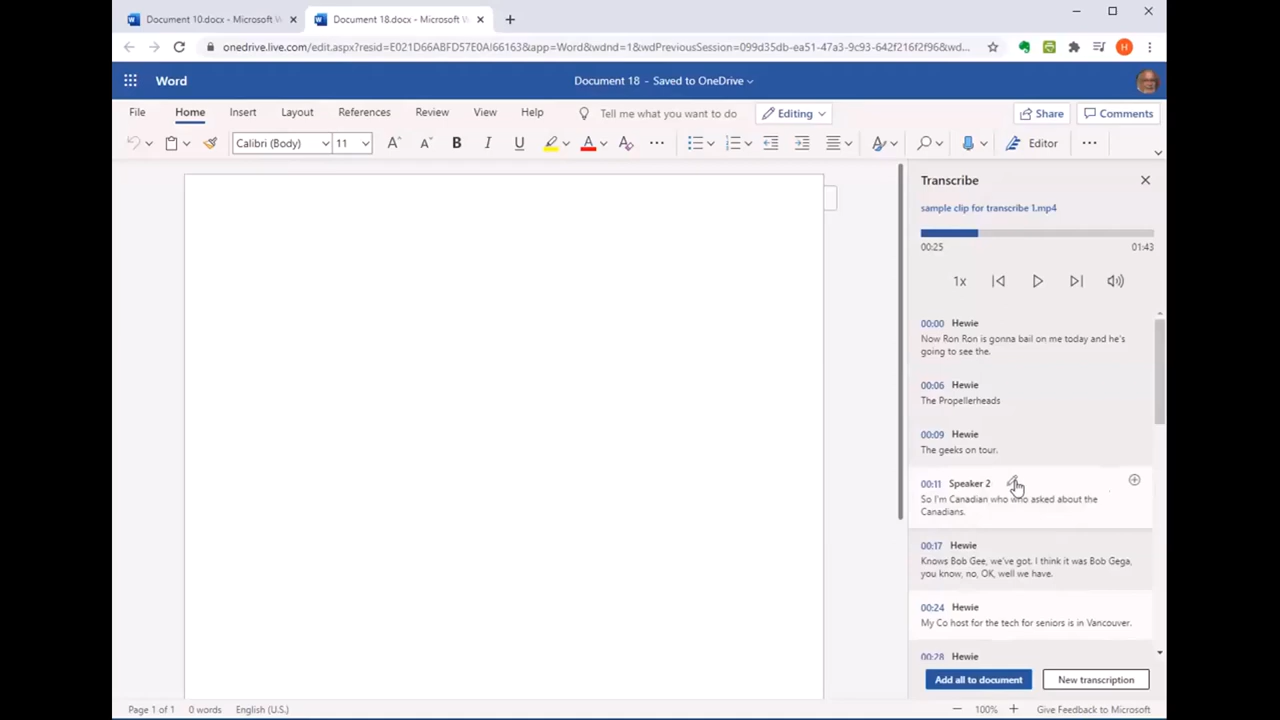 Document 10.docx - Microsoft W
Document 18.docx - Microsoft W
onedrive.live.com/edit.aspx?resid=E021D66ABFD57E0A!66163&app=Word&wdnd=1&wdPreviousSession=099d35db-ea51-47a3-9c93-642f216f2f96&wd...
H
Word
Document 18 - Saved to OneDrive
File Home Insert Layout References Review View Help Tell me what you want to do Editing Share Comments
Calibri (Body) 11 A A B I U A A Editor
Transcribe
sample clip for transcribe 1.mp4
00:25 01:43
1x
00:00 Hewie
Now Ron Ron is gonna bail on me today and he's
going to see the.
00:06 Hewie
The Propellerheads
00:09 Hewie
The geeks on tour.
00:11 Speaker 2
So I'm Canadian who who asked about the
Canadians.
00:17 Hewie
Knows Bob Gee, we've got. I think it was Bob Gega,
you know, no, OK, well we have.
00:24 Hewie
My Co host for the tech for seniors is in Vancouver.
00:28 Hewie
Add all to document New transcription
Page 1 of 1 0 words English (U.S.) 100% Give Feedback to Microsoft